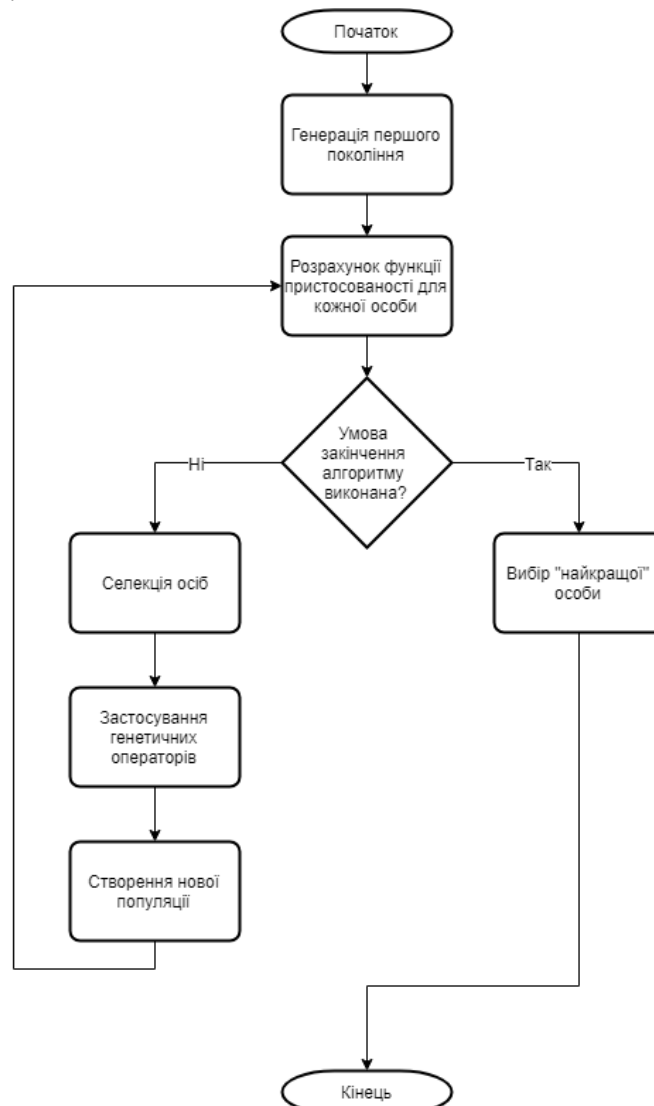 Початок
Генерація першого
покоління
Розрахунок функції
пристосованості для
кожної особи
Умова
закінчення
алгоритму
виконана?
Ні
Так
Селекція осіб
Вибір "найкращої"
особи
Застосування
генетичних
операторів
Створення нової
популяції
Кінець